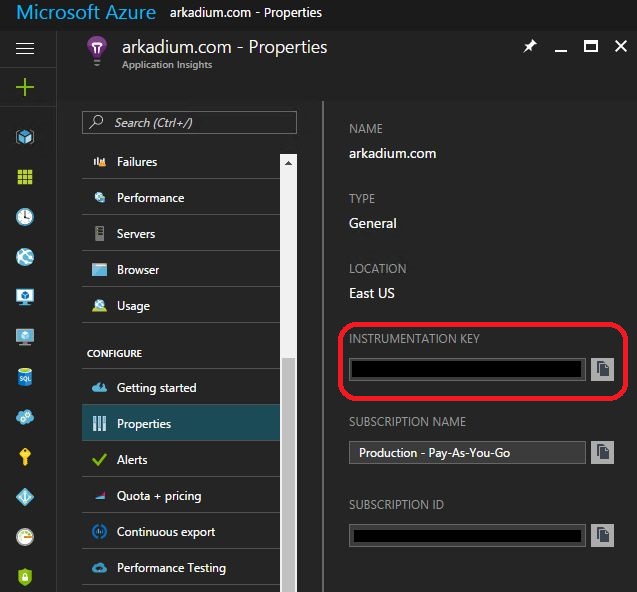 Microsoft Azure arkadium.com - Properties
arkadium.com - Properties
Application Insights
Search (Ctrl+/)
Failures
Performance
Servers
Browser
Usage
CONFIGURE
Getting started
Properties
Alerts
Quota + pricing
Continuous export
Performance Testing
NAME
arkadium.com
TYPE
General
LOCATION
East US
INSTRUMENTATION KEY
SUBSCRIPTION NAME
Production - Pay-As-You-Go
SUBSCRIPTION ID
SQL